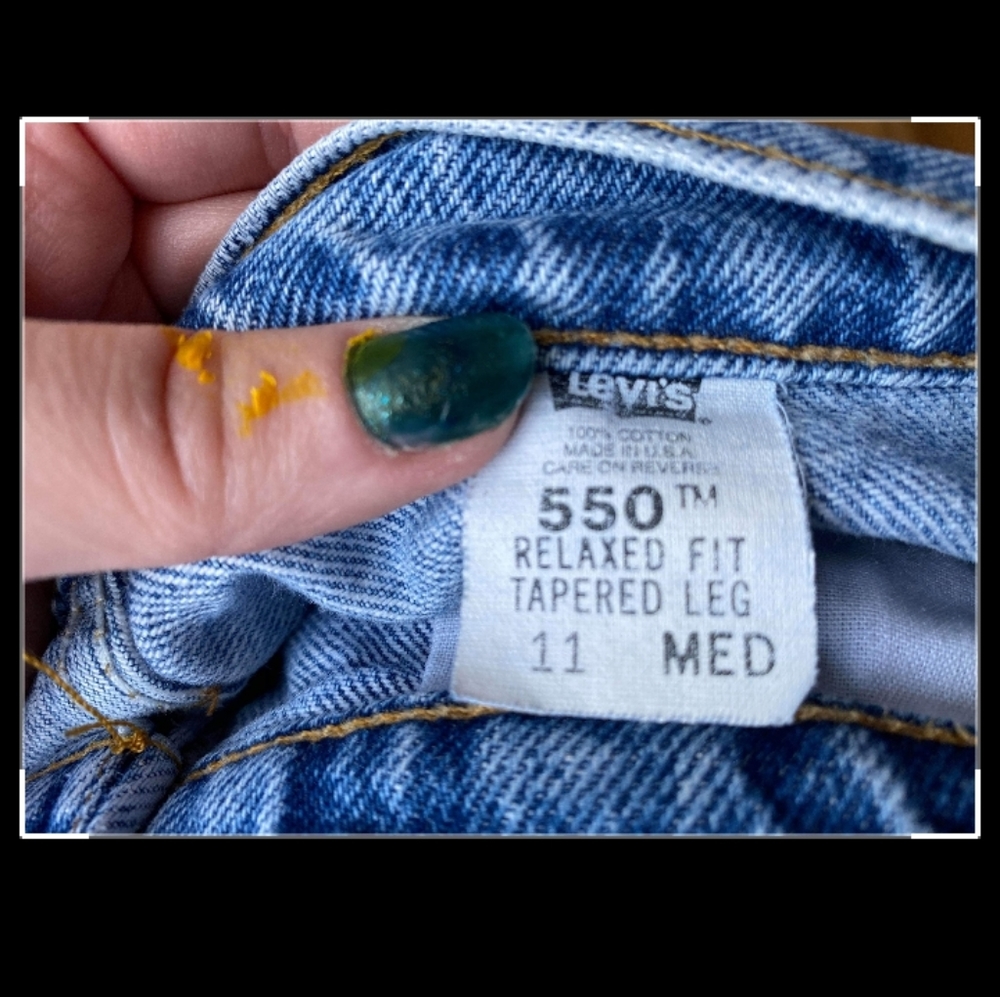 Levi's
100% COTTON
MADE IN U.S.A.
CARE ON REVERSE
550™
RELAXED FIT
TAPERED LEG
11 MED